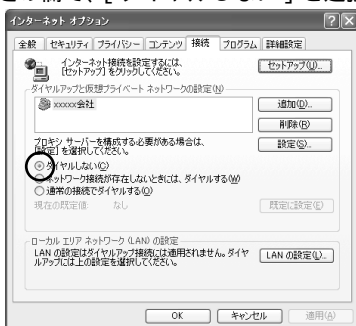 インターネット オプション
全般 セキュリティ プライバシー コンテンツ 接続 プログラム 詳細設定
インターネット接続を設定するには、
[セットアップ] をクリックしてください。
セットアップ(U)...
ダイヤルアップと仮想プライベート ネットワークの設定(N)
xxxxx会社
追加(D)...
削除(R)
プロキシ サーバーを構成する必要がある場合は、
[設定] を選択してください。
設定(S)...
ダイヤルしない(C)
ネットワーク接続が存在しないときには、ダイヤルする(W)
通常の接続でダイヤルする(O)
現在の既定値: なし
既定に設定(E)
ローカル エリア ネットワーク (LAN) の設定
LAN の設定はダイヤルアップ接続には適用されません。ダイヤ
ルアップには上の設定を選択してください。
LAN の設定(L)...
OK キャンセル 適用(A)